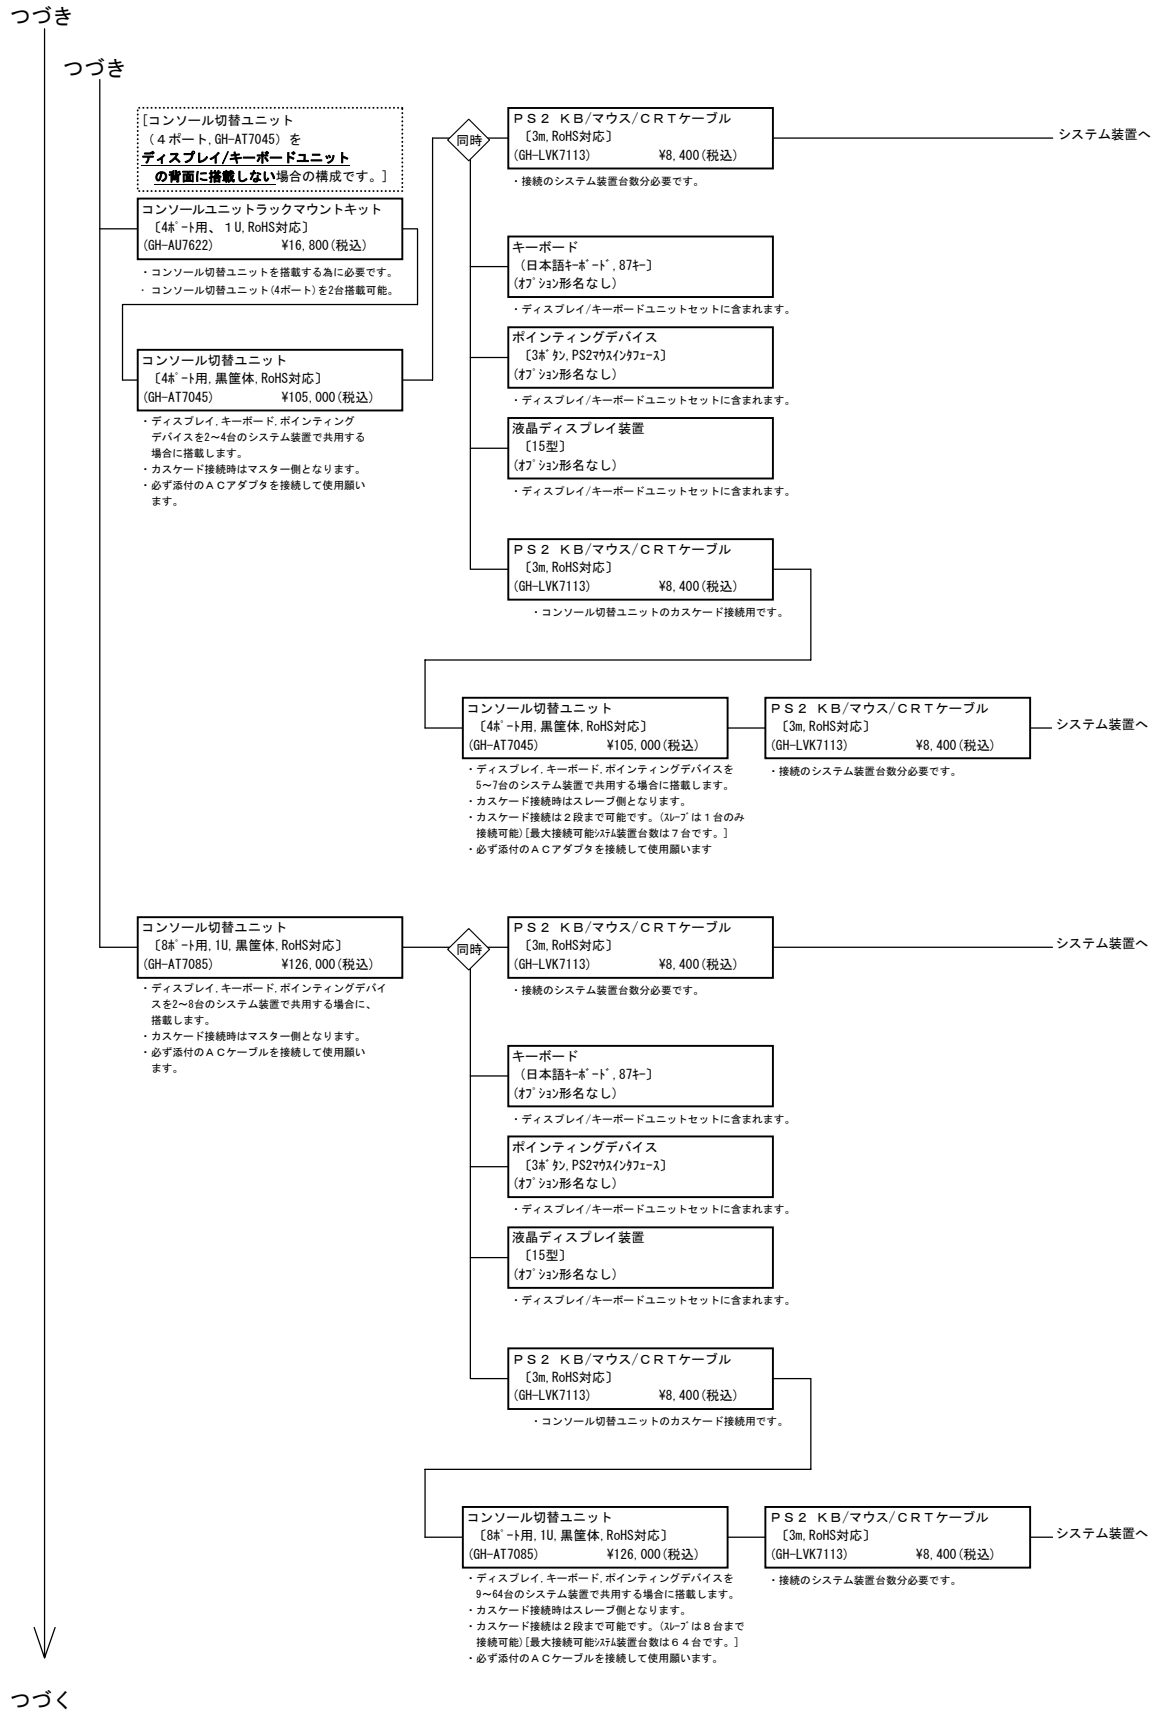 つづき
つづき
[コンソール切替ユニット
(4ポート,GH-AT7045)を
ディスプレイ/キーボードユニット
の背面に搭載しない場合の構成です。]
コンソールユニットラックマウントキット
〔4ﾎﾟｰﾄ用、1U,RoHS対応〕
(GH-AU7622) ¥16,800(税込)
・コンソール切替ユニットを搭載する為に必要です。
・コンソール切替ユニット(4ポート)を2台搭載可能。
コンソール切替ユニット
〔4ﾎﾟｰﾄ用,黒筐体,RoHS対応〕
(GH-AT7045) ¥105,000(税込)
・ディスプレイ,キーボード,ポインティング
デバイスを2～4台のシステム装置で共用する
場合に搭載します。
・カスケード接続時はマスター側となります。
・必ず添付のACアダプタを接続して使用願い
ます。
同時
PS2 KB/マウス/CRTケーブル
〔3m,RoHS対応〕
(GH-LVK7113) ¥8,400(税込)
・接続のシステム装置台数分必要です。
システム装置へ
キーボード
(日本語ｷｰﾎﾞｰﾄﾞ,87ｷｰ〕
(ｵﾌﾟｼｮﾝ形名なし)
・ディスプレイ/キーボードユニットセットに含まれます。
ポインティングデバイス
〔3ﾎﾞﾀﾝ,PS2ﾏｳｽｲﾝﾀﾌｪｰｽ〕
(ｵﾌﾟｼｮﾝ形名なし)
・ディスプレイ/キーボードユニットセットに含まれます。
液晶ディスプレイ装置
〔15型〕
(ｵﾌﾟｼｮﾝ形名なし)
・ディスプレイ/キーボードユニットセットに含まれます。
PS2 KB/マウス/CRTケーブル
〔3m,RoHS対応〕
(GH-LVK7113) ¥8,400(税込)
・コンソール切替ユニットのカスケード接続用です。
コンソール切替ユニット
〔4ﾎﾟｰﾄ用,黒筐体,RoHS対応〕
(GH-AT7045) ¥105,000(税込)
・ディスプレイ,キーボード,ポインティングデバイスを
5～7台のシステム装置で共用する場合に搭載します。
・カスケード接続時はスレーブ側となります。
・カスケード接続は2段まで可能です。(ｽﾚｰﾌﾞは1台のみ
接続可能)[最大接続可能ｼｽﾃﾑ装置台数は7台です。]
・必ず添付のACアダプタを接続して使用願います
PS2 KB/マウス/CRTケーブル
〔3m,RoHS対応〕
(GH-LVK7113) ¥8,400(税込)
・接続のシステム装置台数分必要です。
システム装置へ
コンソール切替ユニット
〔8ﾎﾟｰﾄ用,1U,黒筐体,RoHS対応〕
(GH-AT7085) ¥126,000(税込)
・ディスプレイ,キーボード,ポインティングデバイ
スを2～8台のシステム装置で共用する場合に、
搭載します。
・カスケード接続時はマスター側となります。
・必ず添付のACケーブルを接続して使用願い
ます。
同時
PS2 KB/マウス/CRTケーブル
〔3m,RoHS対応〕
(GH-LVK7113) ¥8,400(税込)
・接続のシステム装置台数分必要です。
システム装置へ
キーボード
(日本語ｷｰﾎﾞｰﾄﾞ,87ｷｰ〕
(ｵﾌﾟｼｮﾝ形名なし)
・ディスプレイ/キーボードユニットセットに含まれます。
ポインティングデバイス
〔3ﾎﾞﾀﾝ,PS2ﾏｳｽｲﾝﾀﾌｪｰｽ〕
(ｵﾌﾟｼｮﾝ形名なし)
・ディスプレイ/キーボードユニットセットに含まれます。
液晶ディスプレイ装置
〔15型〕
(ｵﾌﾟｼｮﾝ形名なし)
・ディスプレイ/キーボードユニットセットに含まれます。
PS2 KB/マウス/CRTケーブル
〔3m,RoHS対応〕
(GH-LVK7113) ¥8,400(税込)
・コンソール切替ユニットのカスケード接続用です。
コンソール切替ユニット
〔8ﾎﾟｰﾄ用,1U,黒筐体,RoHS対応〕
(GH-AT7085) ¥126,000(税込)
・ディスプレイ,キーボード,ポインティングデバイスを
9～64台のシステム装置で共用する場合に搭載します。
・カスケード接続時はスレーブ側となります。
・カスケード接続は2段まで可能です。(ｽﾚｰﾌﾞは8台まで
接続可能)[最大接続可能ｼｽﾃﾑ装置台数は64台です。]
・必ず添付のACケーブルを接続して使用願います。
PS2 KB/マウス/CRTケーブル
〔3m,RoHS対応〕
(GH-LVK7113) ¥8,400(税込)
・接続のシステム装置台数分必要です。
システム装置へ
つづく